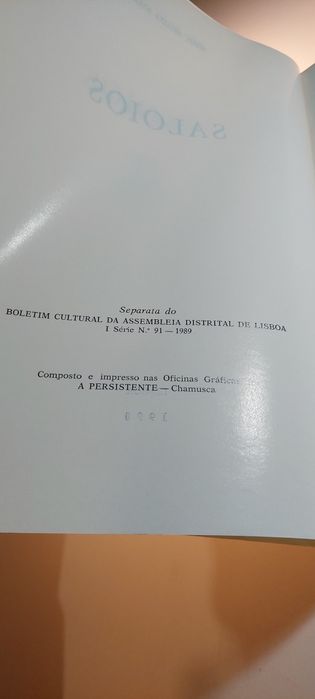 SALOIOS
Separata do
BOLETIM CULTURAL DA ASSEMBLEIA DISTRITAL DE LISBOA
I Série N.º 91 — 1989
Composto e impresso nas Oficinas Gráficas
A PERSISTENTE — Chamusca